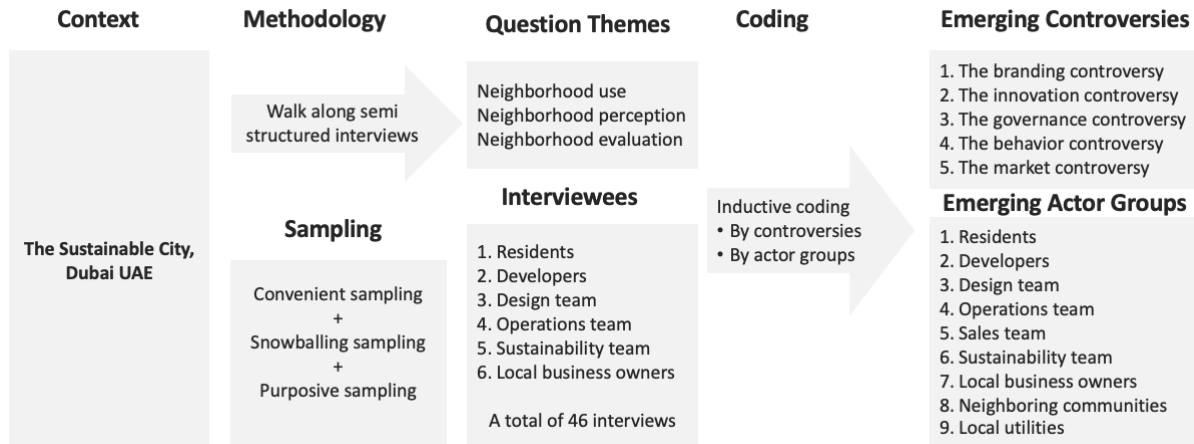 Context
The Sustainable City,
Dubai UAE
Methodology
Walk along semi
structured interviews
Sampling
Convenient sampling
+
Snowballing sampling
+
Purposive sampling
Question Themes
Neighborhood use
Neighborhood perception
Neighborhood evaluation
Interviewees
1. Residents
2. Developers
3. Design team
4. Operations team
5. Sustainability team
6. Local business owners
A total of 46 interviews
Coding
Inductive coding
• By controversies
• By actor groups
Emerging Controversies
1. The branding controversy
2. The innovation controversy
3. The governance controversy
4. The behavior controversy
5. The market controversy
Emerging Actor Groups
1. Residents
2. Developers
3. Design team
4. Operations team
5. Sales team
6. Sustainability team
7. Local business owners
8. Neighboring communities
9. Local utilities